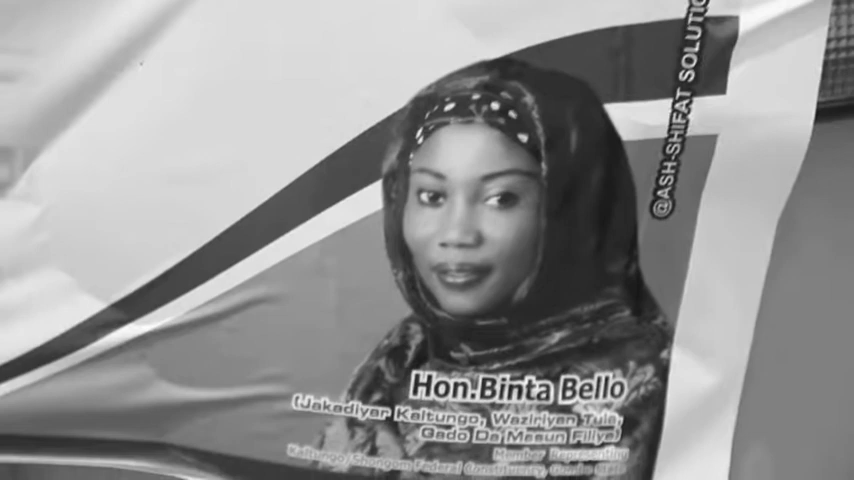 @ASH-SHIFAT SOLUTIO
Hon.Binta Bello
(Jakadiyar Kaltungo, Waziriyan Tula,
Gado Da Masun Filiya)
Member Representing
Kaltungo/Shongom Federal Constituency, Gombe State